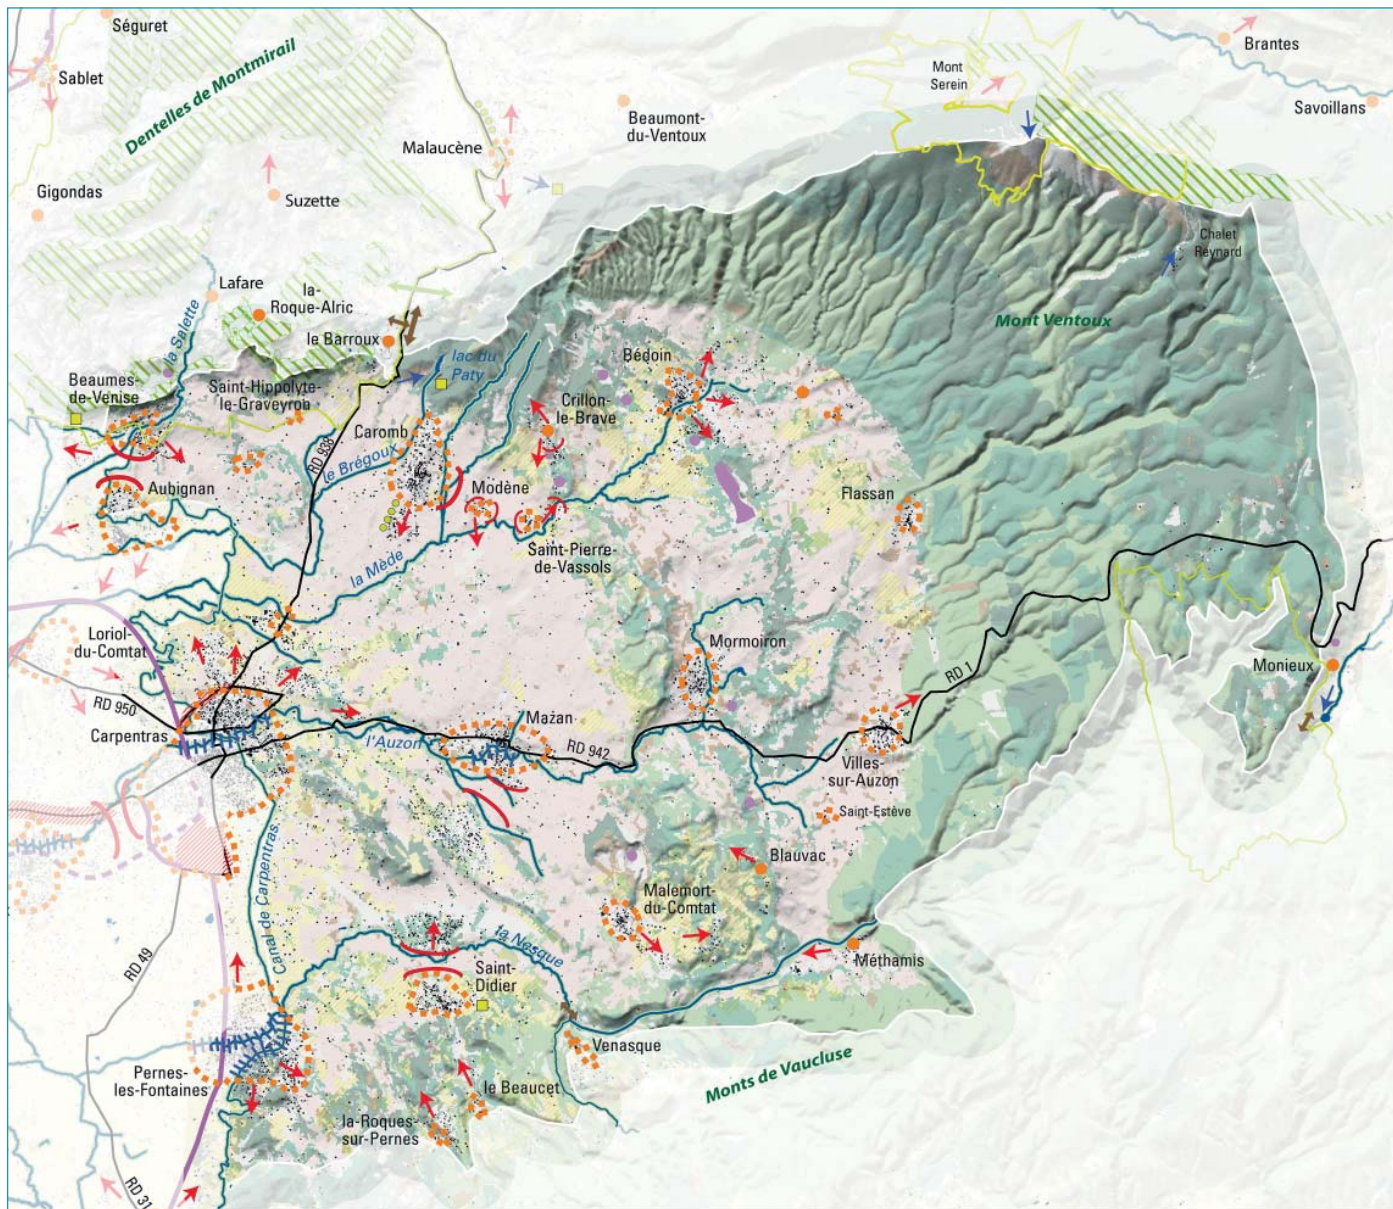 Séguret
Sablet
Dentelles de Montmirail
Gigondas
Suzette
Malaucène
Beaumont-
du-Ventoux
Mont
Serein
Brantes
Savoillans
Chalet
Reynard
Mont Ventoux
Lafare
la-
Roque-Alric
le Barroux
la Salette
lac du
Paty
Beaumes-
de-Venise
Saint-Hippolyte-
le-Graveyron
Bédoin
Crillon-
le-Brave
Caromb
RD 938
le Brégoux
Aubignan
Modène
Flassan
Saint-Pierre-
de-Vassols
la Mède
Loriol-
du-Comtat
Mormoiron
Monieux
RD 1
RD 950
Carpentras
Mazan
l'Auzon
RD 942
Villes-
sur-Auzon
Saint-Estève
Blauvac
Malemort-
du-Comtat
Canal de Carpentras
la Nesque
Méthamis
RD 49
Saint-
Didier
Venasque
Monts de Vaucluse
Pernes-
les-Fontaines
le Beaucet
la-Roques-
sur-Pernes
RD 31